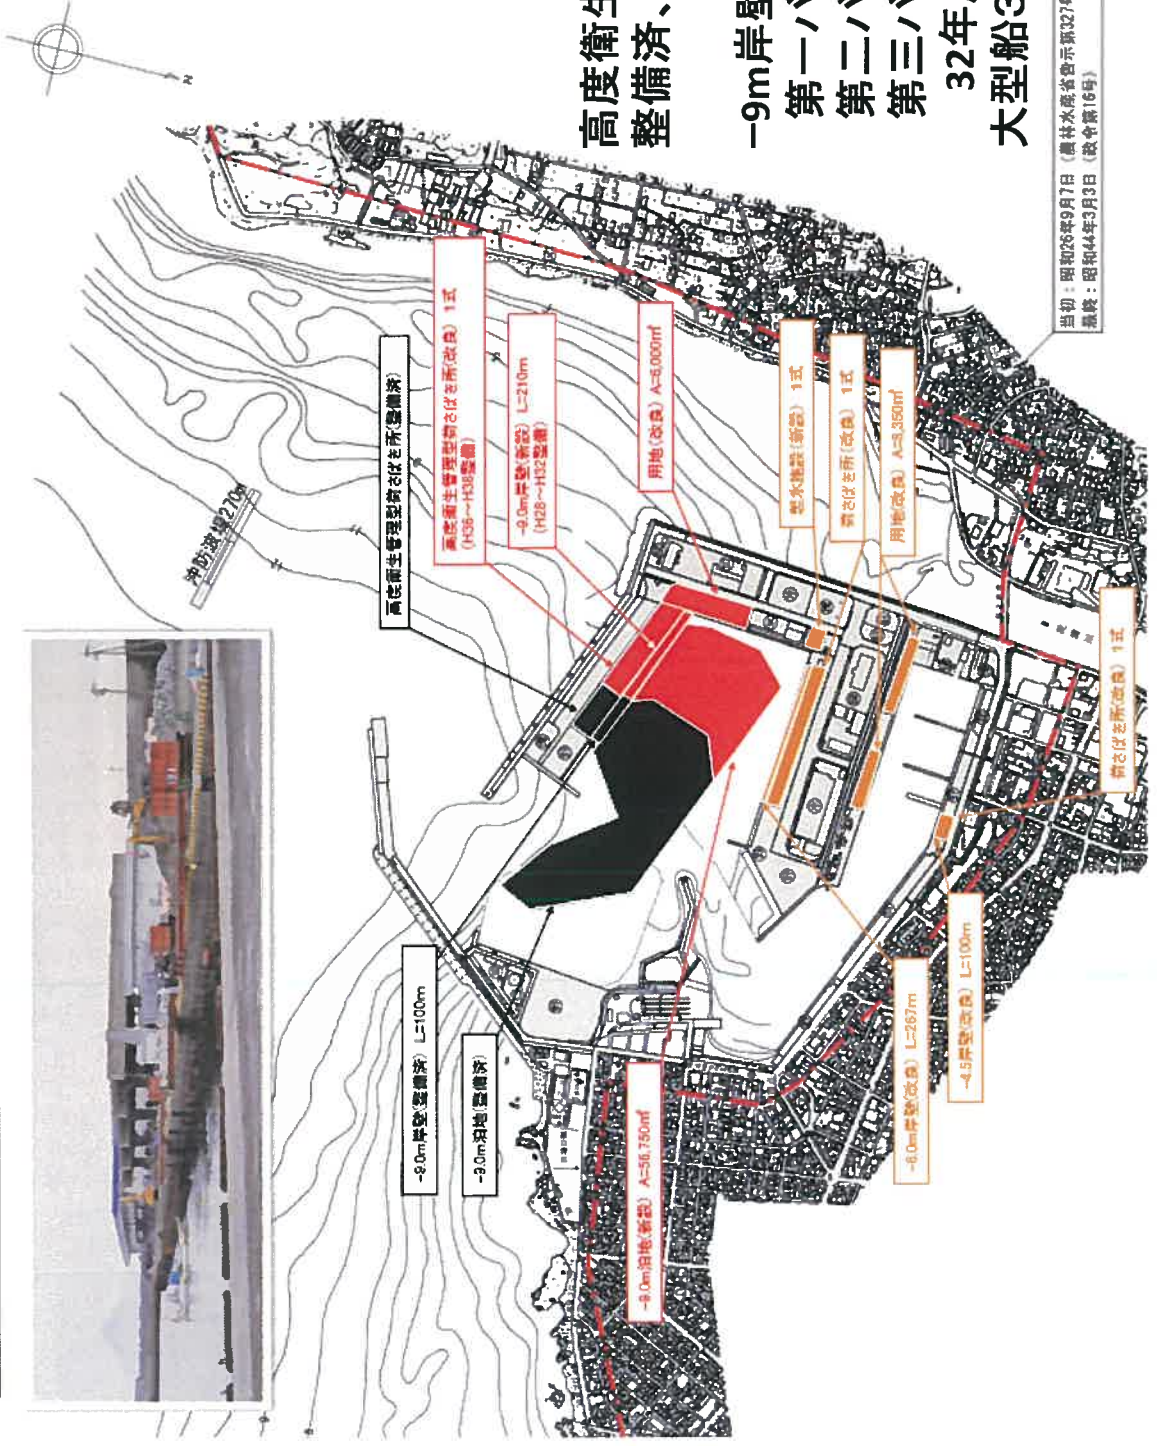 高度衛生
整備済、
-9m岸壁
第一バ
第二バ
第三バ
32年
大型船3
当初：昭和26年9月7日（農林水産省告示第327号
最終：昭和44年3月3日（政令第16号）
N
沖防波堤270m
高度衛生管理型荷さばき所(整備済)
高度衛生管理型荷さばき所(改良) 1式
(H36～H38整備)
-9.0m岸壁(新設) L=210m
(H28～H32整備)
用地(改良) A=6,000㎡
給水施設(新設) 1式
荷さばき所(改良) 1式
用地(改良) A=3,350㎡
荷さばき所(改良) 1式
-9.0m岸壁(整備済) L=100m
-9.0m泊地(整備済)
-9.0m泊地(新設) A=56,750㎡
-6.0m岸壁(改良) L=267m
-4.5岸壁(改良) L=100m